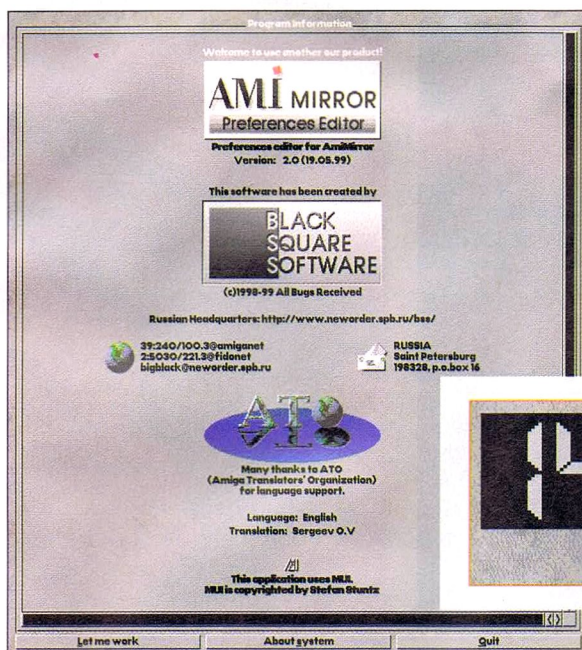 Program Information
Welcome to use another our product!
AMI MIRROR
Preferences Editor
Preferences editor for AmiMirror
Version: 2.0 (19.05.99)
This software has been created by
BLACK
SQUARE
SOFTWARE
(c)1998-99 All Bugs Received
Russian Headquarters: http://www.neworder.spb.ru/bss/
39:240/100.3@amiganet
2:5030/221.3@fidonet
bigblack@neworder.spb.ru
RUSSIA
Saint Petersburg
198328, p.o.box 16
ATO
Many thanks to ATO
(Amiga Translators' Organization)
for language support.
Language: English
Translation: Sergeev O.V
This application uses MUI.
MUI is copyrighted by Stefan Stuntz
Let me work
About system
Quit